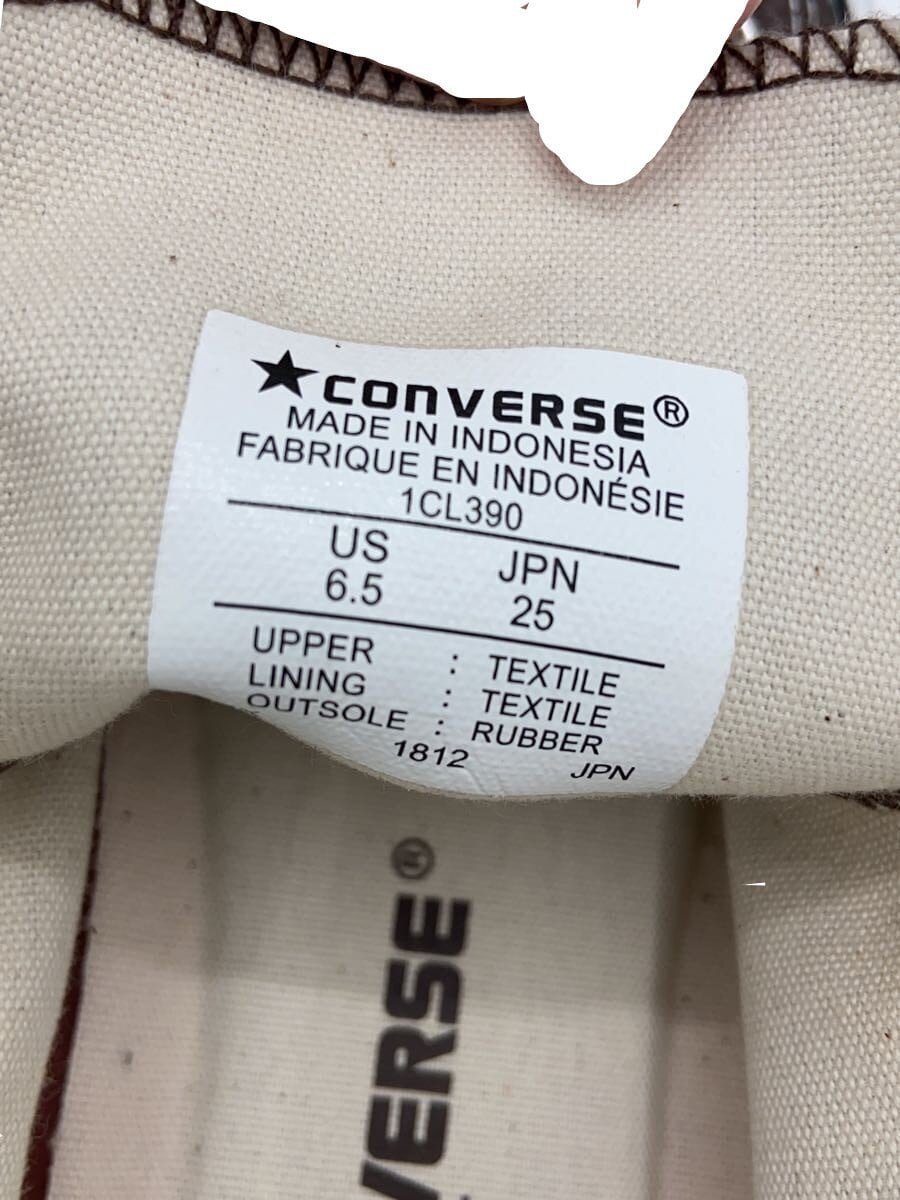 ★CONVERSE®
MADE IN INDONESIA
FABRIQUE EN INDONÉSIE
1CL390
US JPN
6.5 25
UPPER : TEXTILE
LINING : TEXTILE
OUTSOLE : RUBBER
1812 JPN
VERSE®